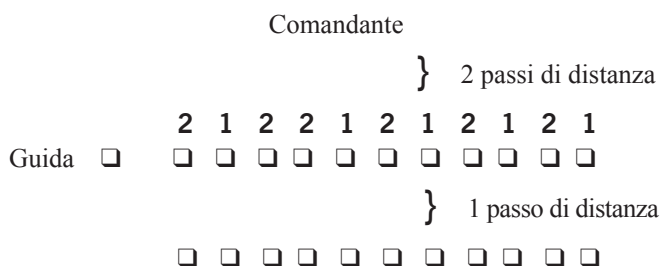 Comandante
} 2 passi di distanza
2 1 2 2 1 2 1 2 1 2 1
Guida ❑ ❑ ❑ ❑ ❑ ❑ ❑ ❑ ❑ ❑ ❑ ❑
} 1 passo di distanza
❑ ❑ ❑ ❑ ❑ ❑ ❑ ❑ ❑ ❑ ❑